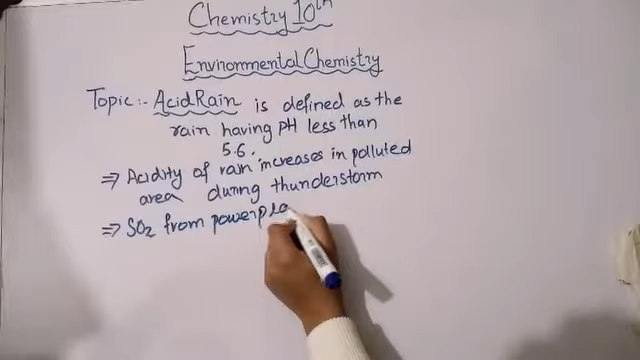 Chemistry 10th
Environmental Chemistry
Topic:- Acid Rain is defined as the
rain having pH less than
5.6.
⇒ Acidity of rain increases in polluted
area during thunderstorm
⇒ SO₂ from powerpla